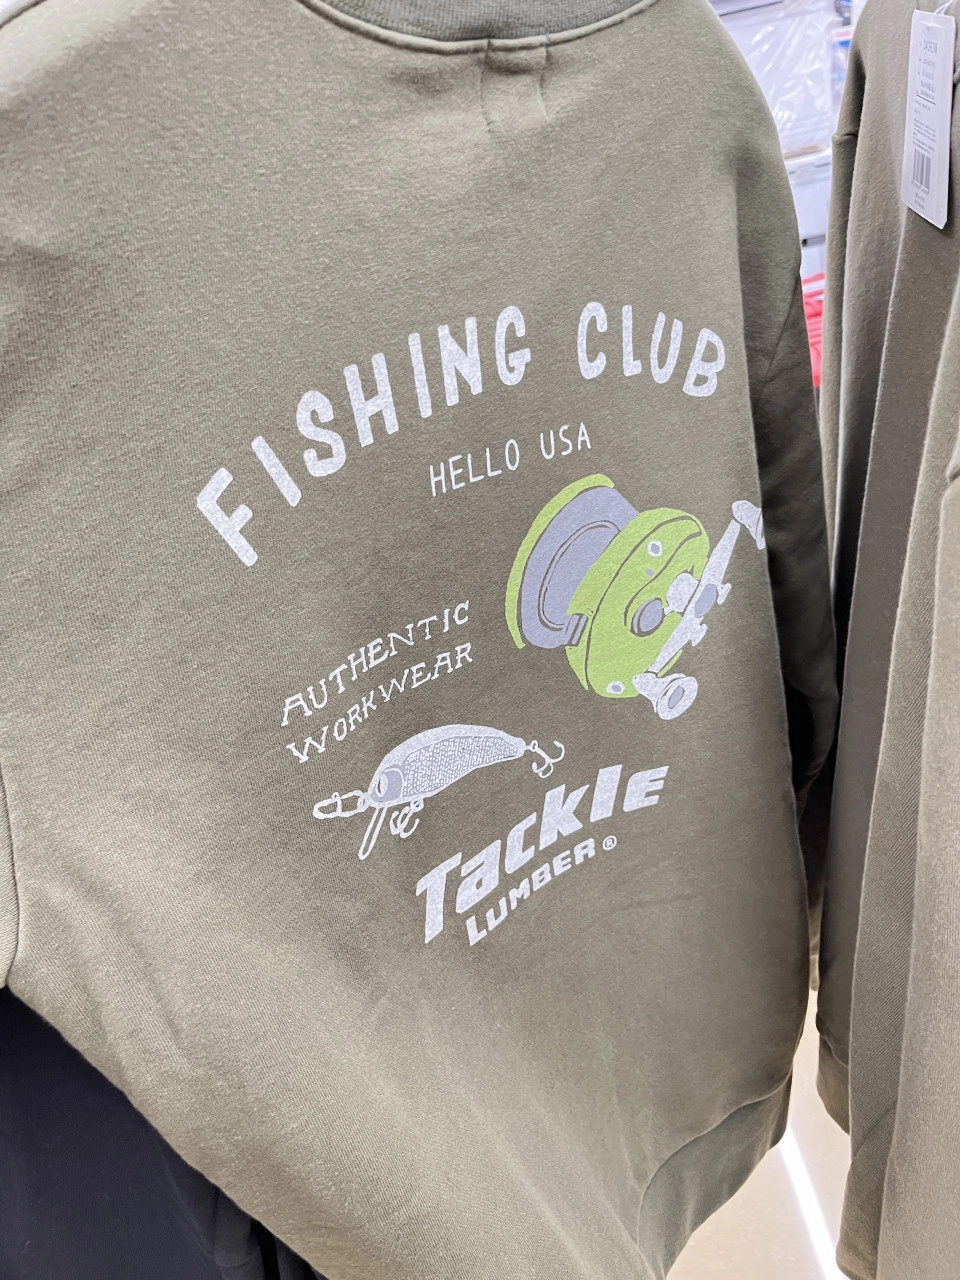 FISHING CLUB
HELLO USA
AUTHENTIC
WORKWEAR
TackLE
LUMBER®